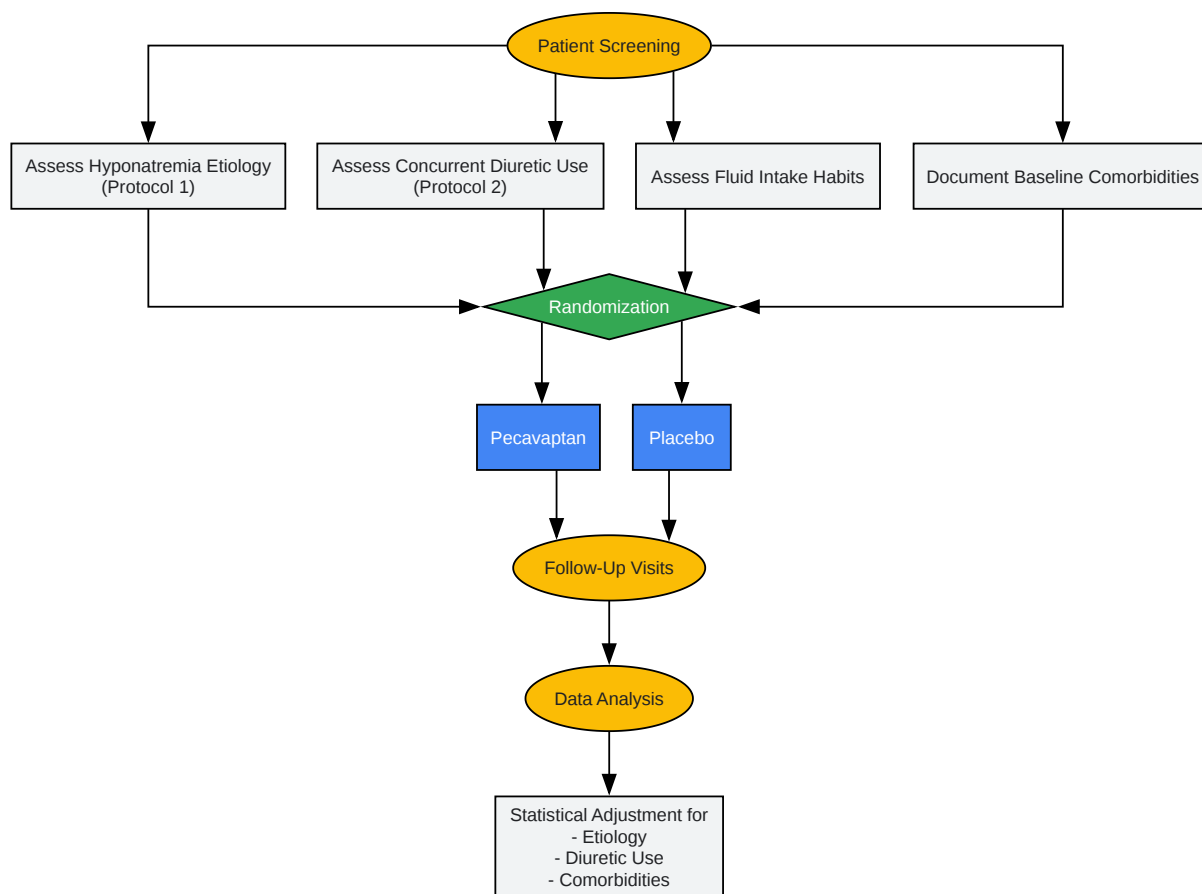 Patient Screening
Assess Hyponatremia Etiology
(Protocol 1)
Assess Concurrent Diuretic Use
(Protocol 2)
Assess Fluid Intake Habits
Document Baseline Comorbidities
Randomization
Pecavaptan
Placebo
Follow-Up Visits
Data Analysis
Statistical Adjustment for
- Etiology
- Diuretic Use
- Comorbidities